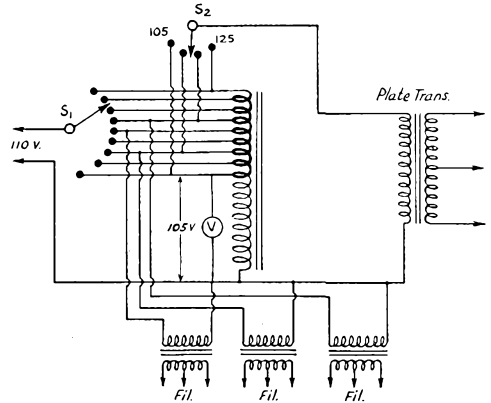 S2
105
125
Plate Trans.
S1
110 V.
105V
V
Fil.
Fil.
Fil.